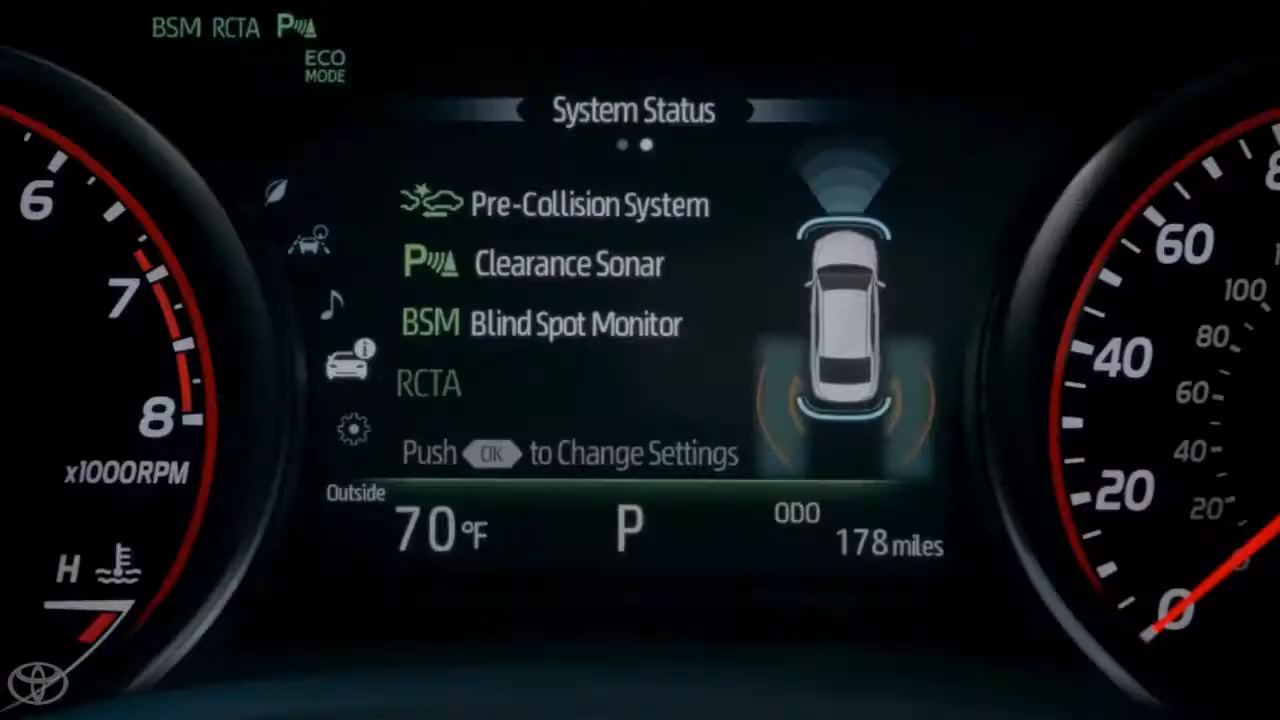 BSM RCTA P
ECO
MODE
System Status
Pre-Collision System
P Clearance Sonar
BSM Blind Spot Monitor
RCTA
Push OK to Change Settings
Outside
70°F
P
ODO
178 miles
6
7
8
x1000RPM
H
8
60
40
20
0
100
80
60
40
20